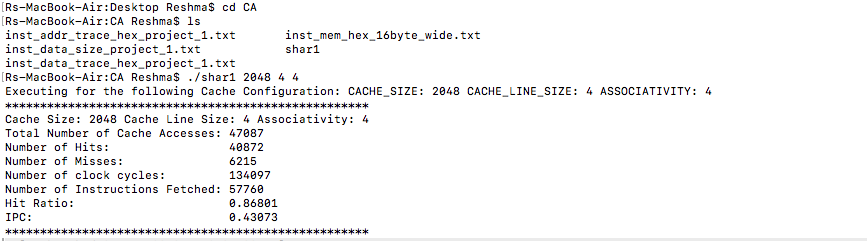 [Rs-MacBook-Air:Desktop Reshma$ cd CA
[Rs-MacBook-Air:CA Reshma$ ls
inst_addr_trace_hex_project_1.txt inst_mem_hex_16byte_wide.txt
inst_data_size_project_1.txt shar1
inst_data_trace_hex_project_1.txt
[Rs-MacBook-Air:CA Reshma$ ./shar1 2048 4 4
Executing for the following Cache Configuration: CACHE_SIZE: 2048 CACHE_LINE_SIZE: 4 ASSOCIATIVITY: 4
****************************************************
Cache Size: 2048 Cache Line Size: 4 Associativity: 4
Total Number of Cache Accesses: 47087
Number of Hits: 40872
Number of Misses: 6215
Number of clock cycles: 134097
Number of Instructions Fetched: 57760
Hit Ratio: 0.86801
IPC: 0.43073
****************************************************